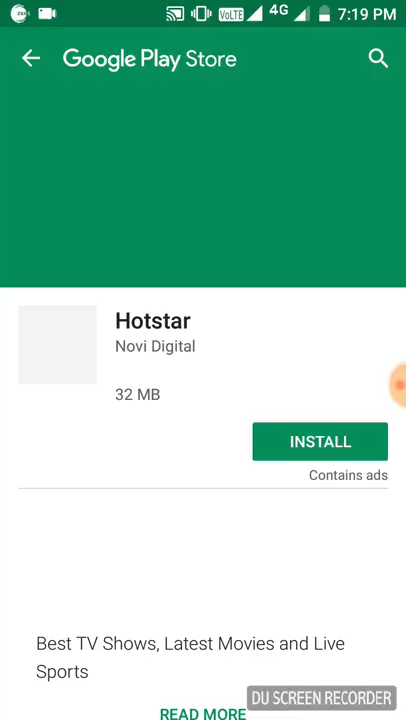 VoLTE 4G 7:19 PM
Google Play Store
Hotstar
Novi Digital
32 MB
INSTALL
Contains ads
Best TV Shows, Latest Movies and Live
Sports
READ MORE
DU SCREEN RECORDER